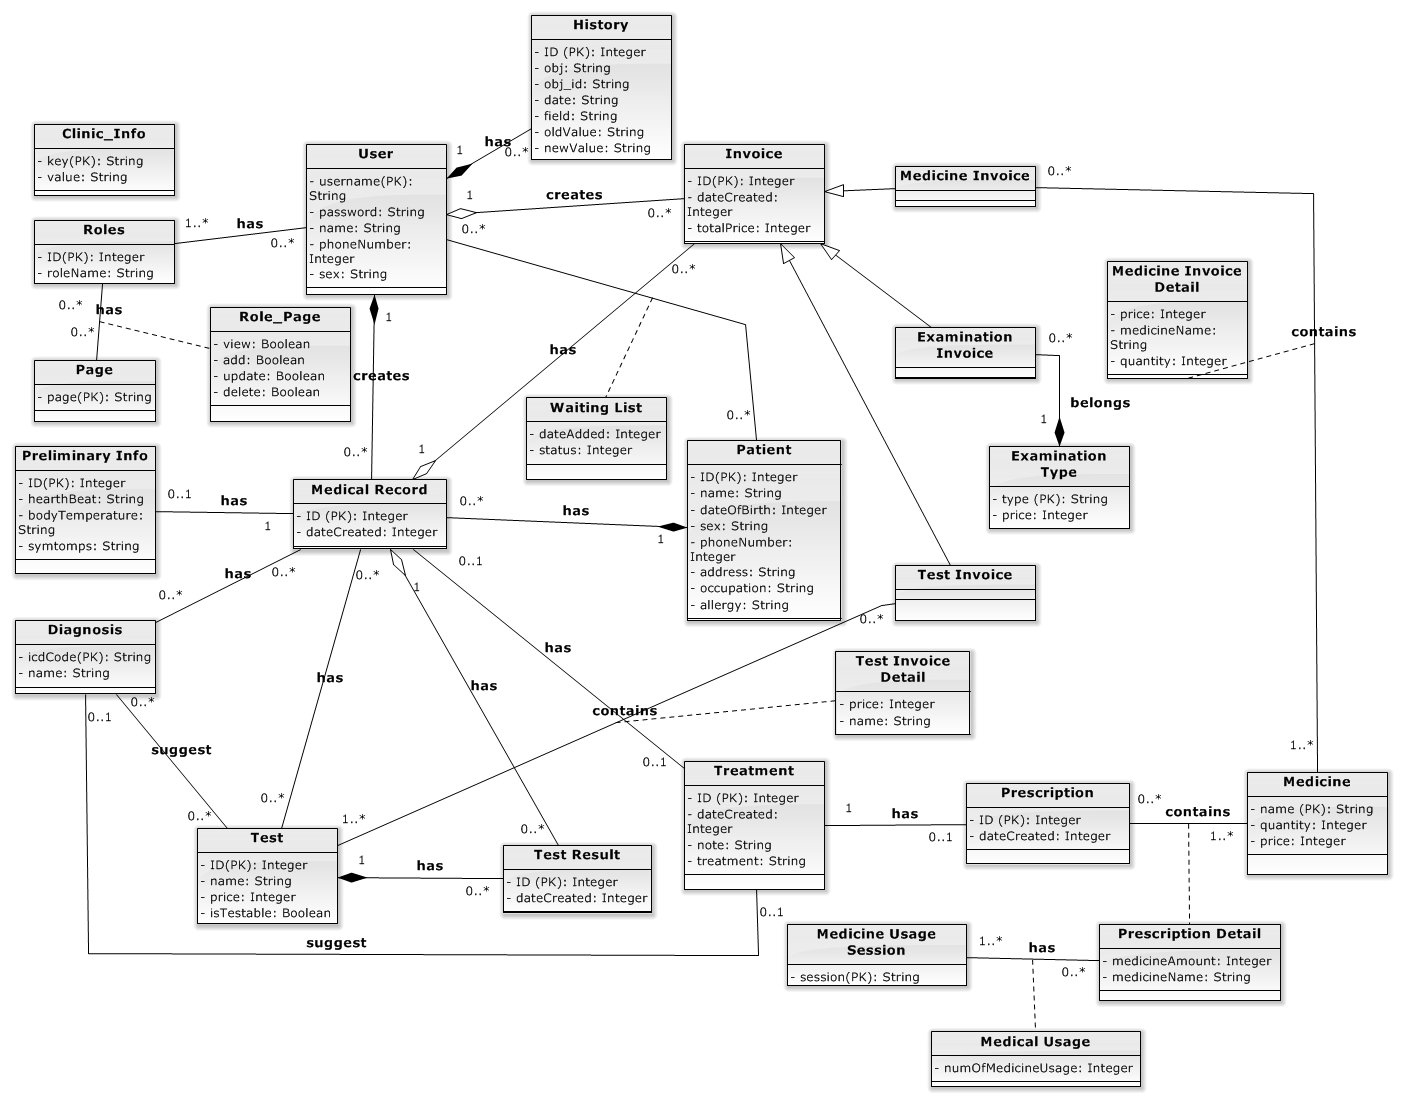 History
- ID (PK): Integer
- obj: String
- obj_id: String
- date: String
- field: String
- oldValue: String
- newValue: String
Clinic_Info
- key(PK): String
- value: String
User
- username(PK):
String
- password: String
- name: String
- phoneNumber:
Integer
- sex: String
1
has
0..*
Invoice
- ID(PK): Integer
- dateCreated:
Integer
- totalPrice: Integer
Medicine Invoice
0..*
1
creates
0..*
0..*
Roles
- ID(PK): Integer
- roleName: String
1..*
has
0..*
0..*
has
0..*
Role_Page
- view: Boolean
- add: Boolean
- update: Boolean
- delete: Boolean
Page
- page(PK): String
1
creates
0..*
0..*
has
1
Medicine Invoice
Detail
- price: Integer
- medicineName:
String
- quantity: Integer
contains
Examination
Invoice
0..*
belongs
1
Examination
Type
- type (PK): String
- price: Integer
Waiting List
- dateAdded: Integer
- status: Integer
0..*
Patient
- ID(PK): Integer
- name: String
- dateOfBirth: Integer
- sex: String
- phoneNumber:
Integer
- address: String
- occupation: String
- allergy: String
Preliminary Info
- ID(PK): Integer
- hearthBeat: String
- bodyTemperature:
String
- symtomps: String
0..1
has
1
Medical Record
- ID (PK): Integer
- dateCreated: Integer
0..*
has
1
has
0..*
0..*
0..*
1
0..1
Test Invoice
0..*
Diagnosis
- icdCode(PK): String
- name: String
has
has
has
Test Invoice
Detail
- price: Integer
- name: String
0..1
0..*
contains
suggest
0..1
1..*
Treatment
- ID (PK): Integer
- dateCreated:
Integer
- note: String
- treatment: String
Prescription
- ID (PK): Integer
- dateCreated: Integer
Medicine
- name (PK): String
- quantity: Integer
- price: Integer
1
has
0..1
0..*
contains
1..*
0..*
0..*
1..*
0..*
Test
- ID(PK): Integer
- name: String
- price: Integer
- isTestable: Boolean
1
has
0..*
Test Result
- ID (PK): Integer
- dateCreated: Integer
0..1
suggest
Medicine Usage
Session
- session(PK): String
1..*
has
0..*
Prescription Detail
- medicineAmount: Integer
- medicineName: String
Medical Usage
- numOfMedicineUsage: Integer